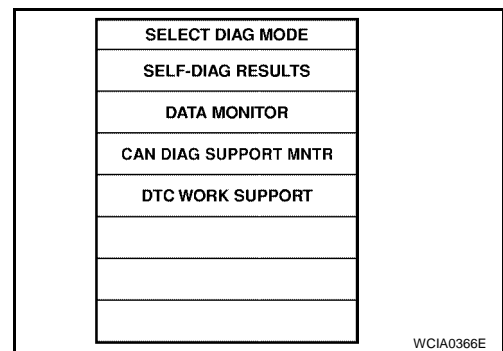 SELECT DIAG MODE
SELF-DIAG RESULTS
DATA MONITOR
CAN DIAG SUPPORT MNTR
DTC WORK SUPPORT
WCIA0366E